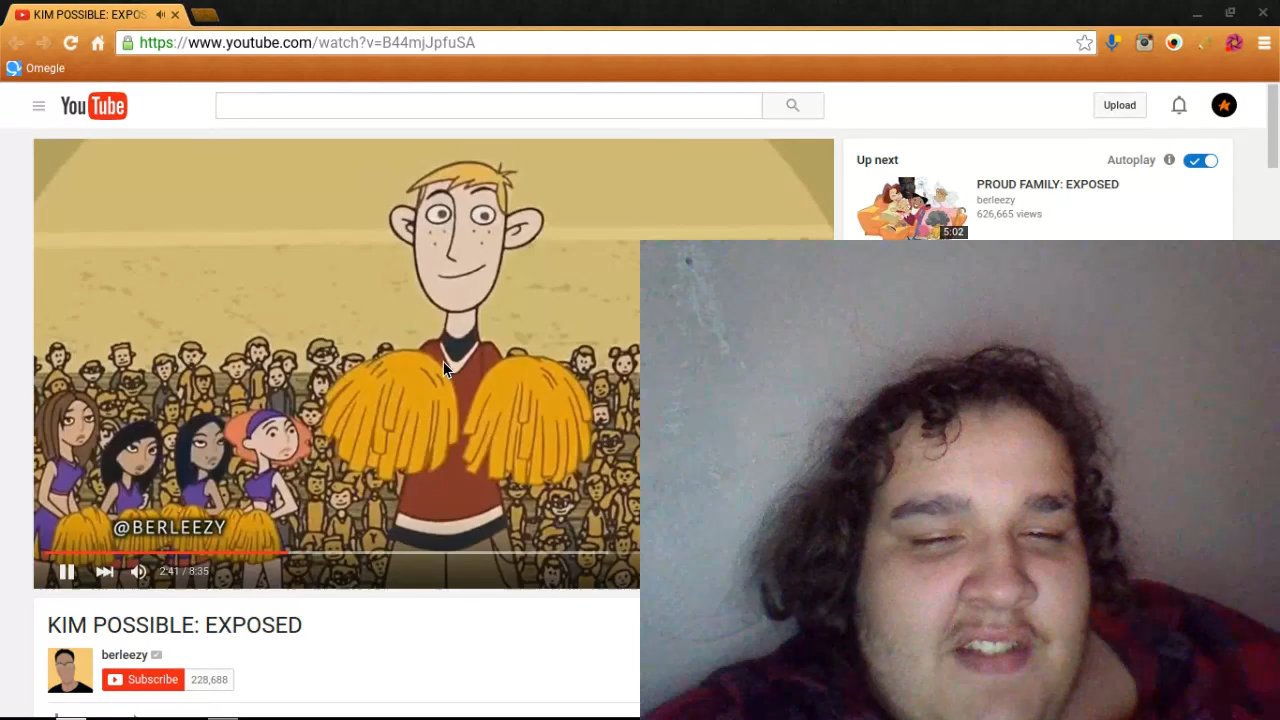 KIM POSSIBLE: EXPOS
https://www.youtube.com/watch?v=B44mjJpfuSA
Omegle
YouTube
Upload
Up next
Autoplay
PROUD FAMILY: EXPOSED
berleezy
626,665 views
5:02
@BERLEEZY
2:41 / 8:35
KIM POSSIBLE: EXPOSED
berleezy
Subscribe
228,688